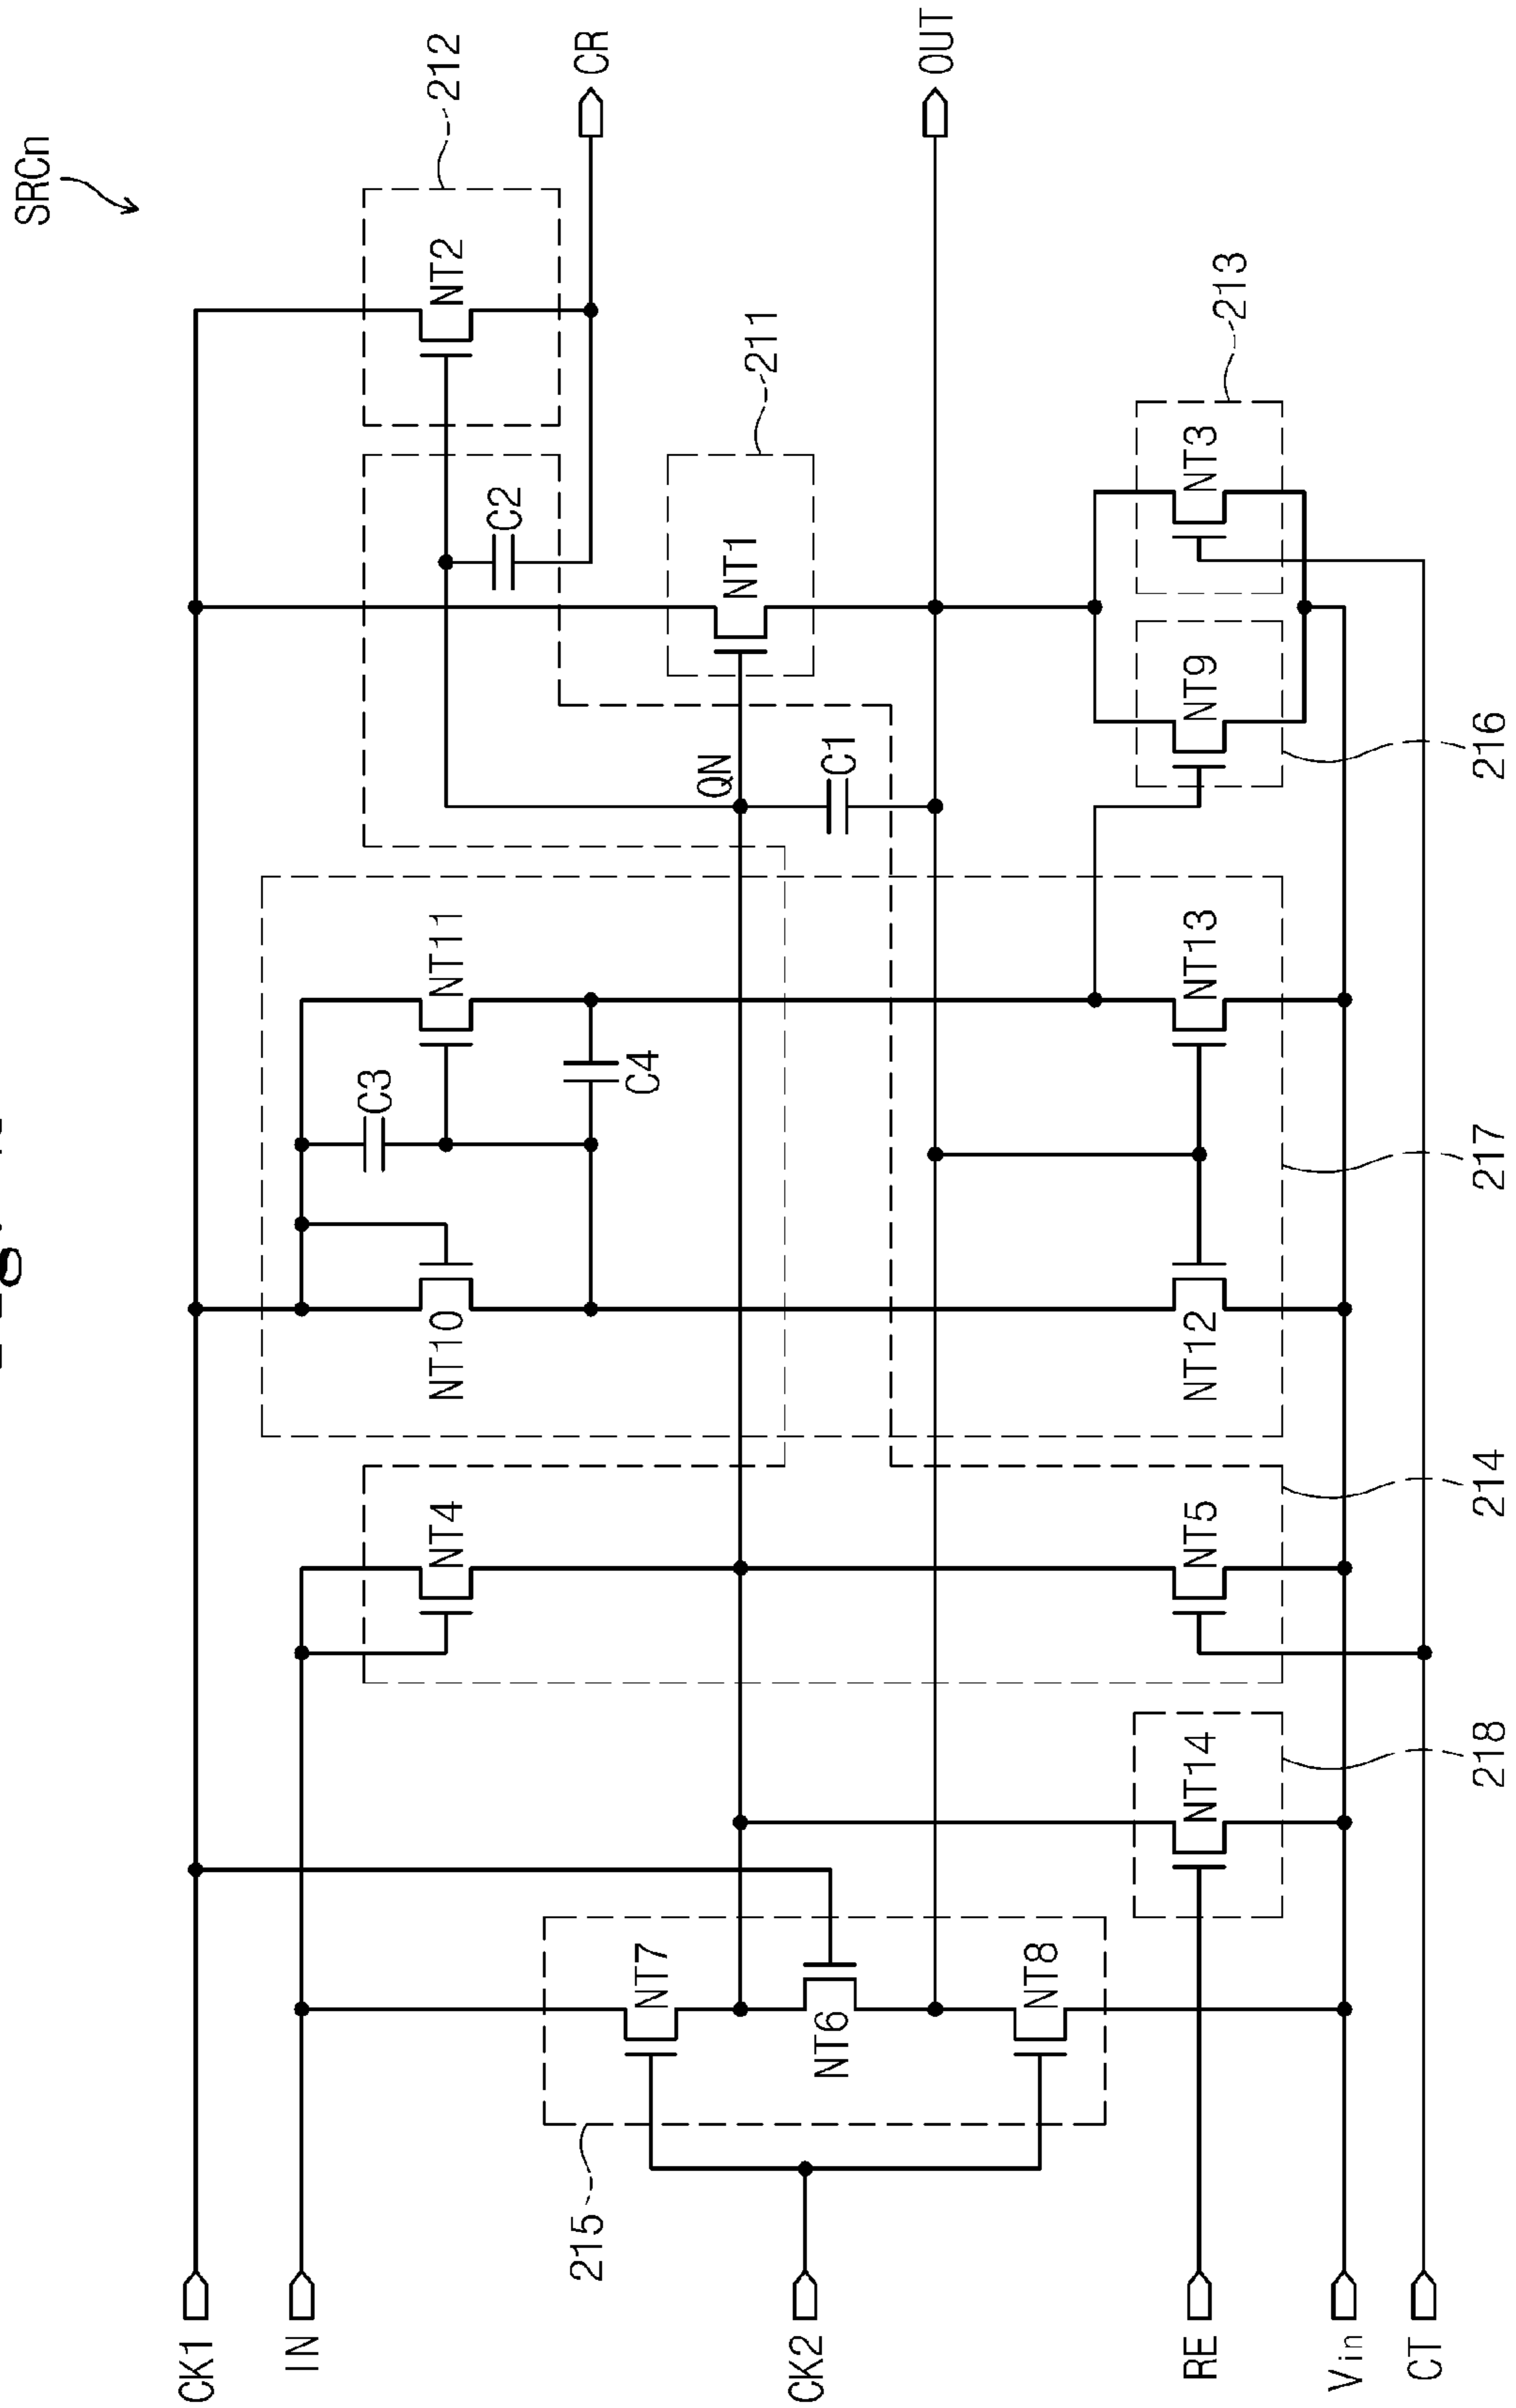 SRCn
CK1
IN
CK2
RE
Vin
CT
CR
OUT
QN
NT1
NT2
NT3
NT4
NT5
NT6
NT7
NT8
NT9
NT10
NT11
NT12
NT13
NT14
C1
C2
C3
C4
211
212
213
214
215
216
217
218